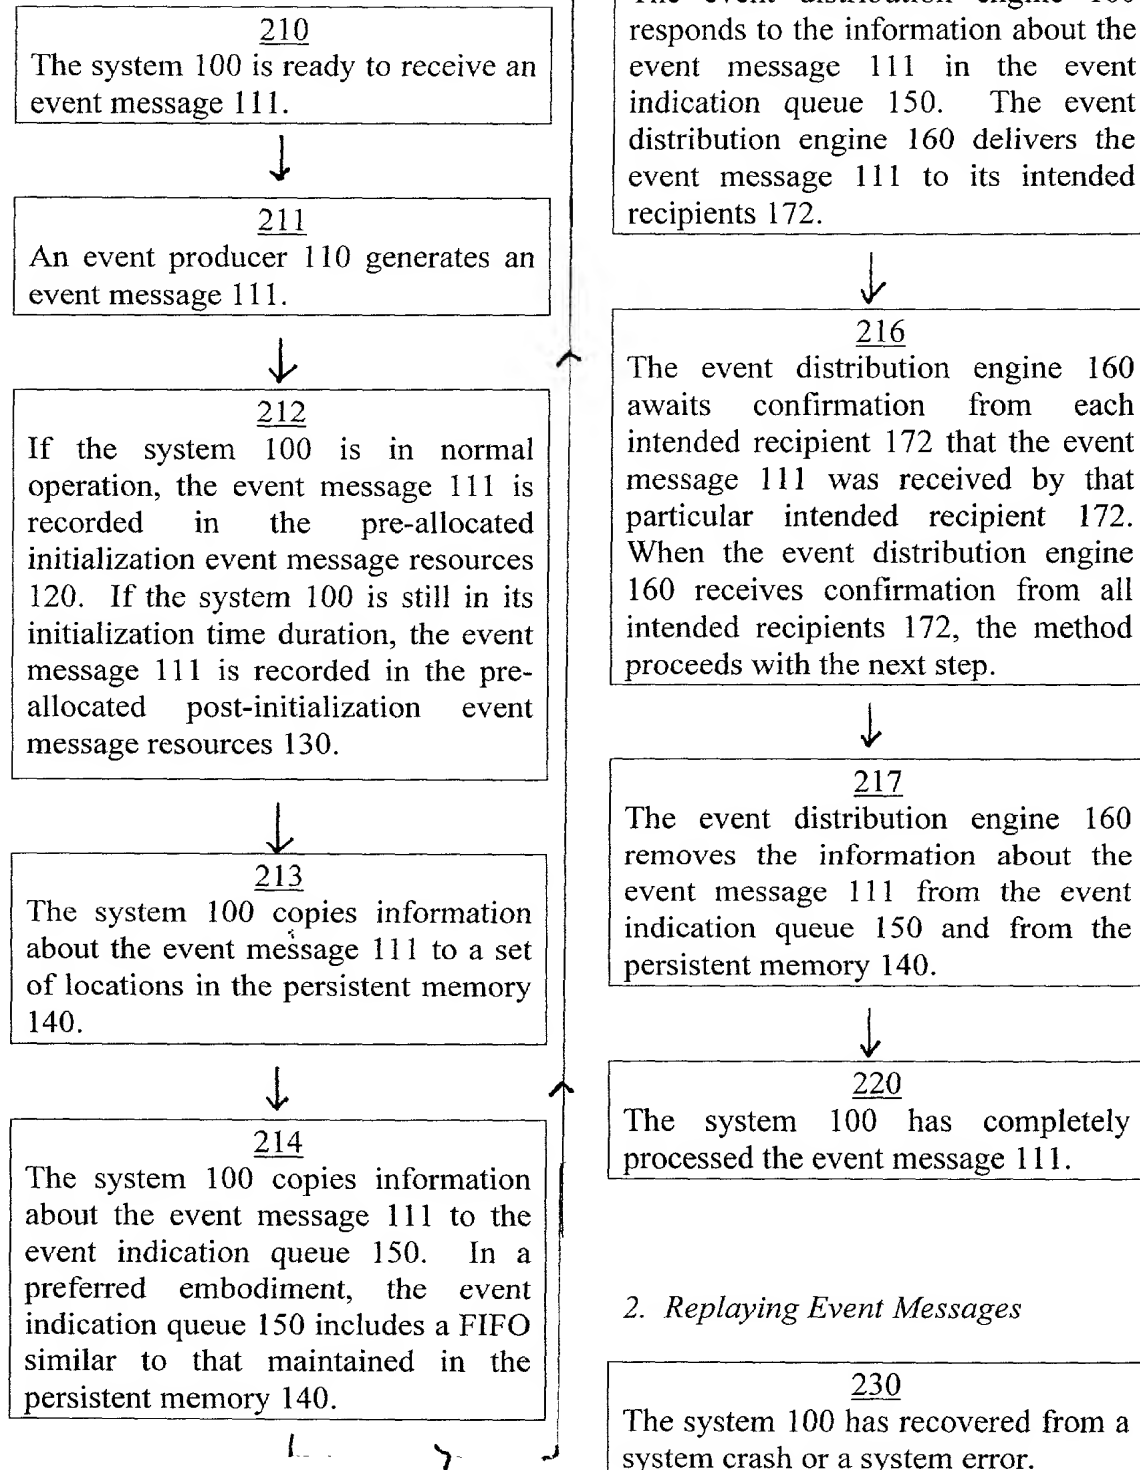 210
The system 100 is ready to receive an
event message 111.
211
An event producer 110 generates an
event message 111.
212
If the system 100 is in normal
operation, the event message 111 is
recorded in the pre-allocated
initialization event message resources
120. If the system 100 is still in its
initialization time duration, the event
message 111 is recorded in the pre-
allocated post-initialization event
message resources 130.
213
The system 100 copies information
about the event message 111 to a set
of locations in the persistent memory
140.
214
The system 100 copies information
about the event message 111 to the
event indication queue 150. In a
preferred embodiment, the event
indication queue 150 includes a FIFO
similar to that maintained in the
persistent memory 140.
The event distribution engine 160
responds to the information about the
event message 111 in the event
indication queue 150. The event
distribution engine 160 delivers the
event message 111 to its intended
recipients 172.
216
The event distribution engine 160
awaits confirmation from each
intended recipient 172 that the event
message 111 was received by that
particular intended recipient 172.
When the event distribution engine
160 receives confirmation from all
intended recipients 172, the method
proceeds with the next step.
217
The event distribution engine 160
removes the information about the
event message 111 from the event
indication queue 150 and from the
persistent memory 140.
220
The system 100 has completely
processed the event message 111.
2. Replaying Event Messages
230
The system 100 has recovered from a
system crash or a system error.